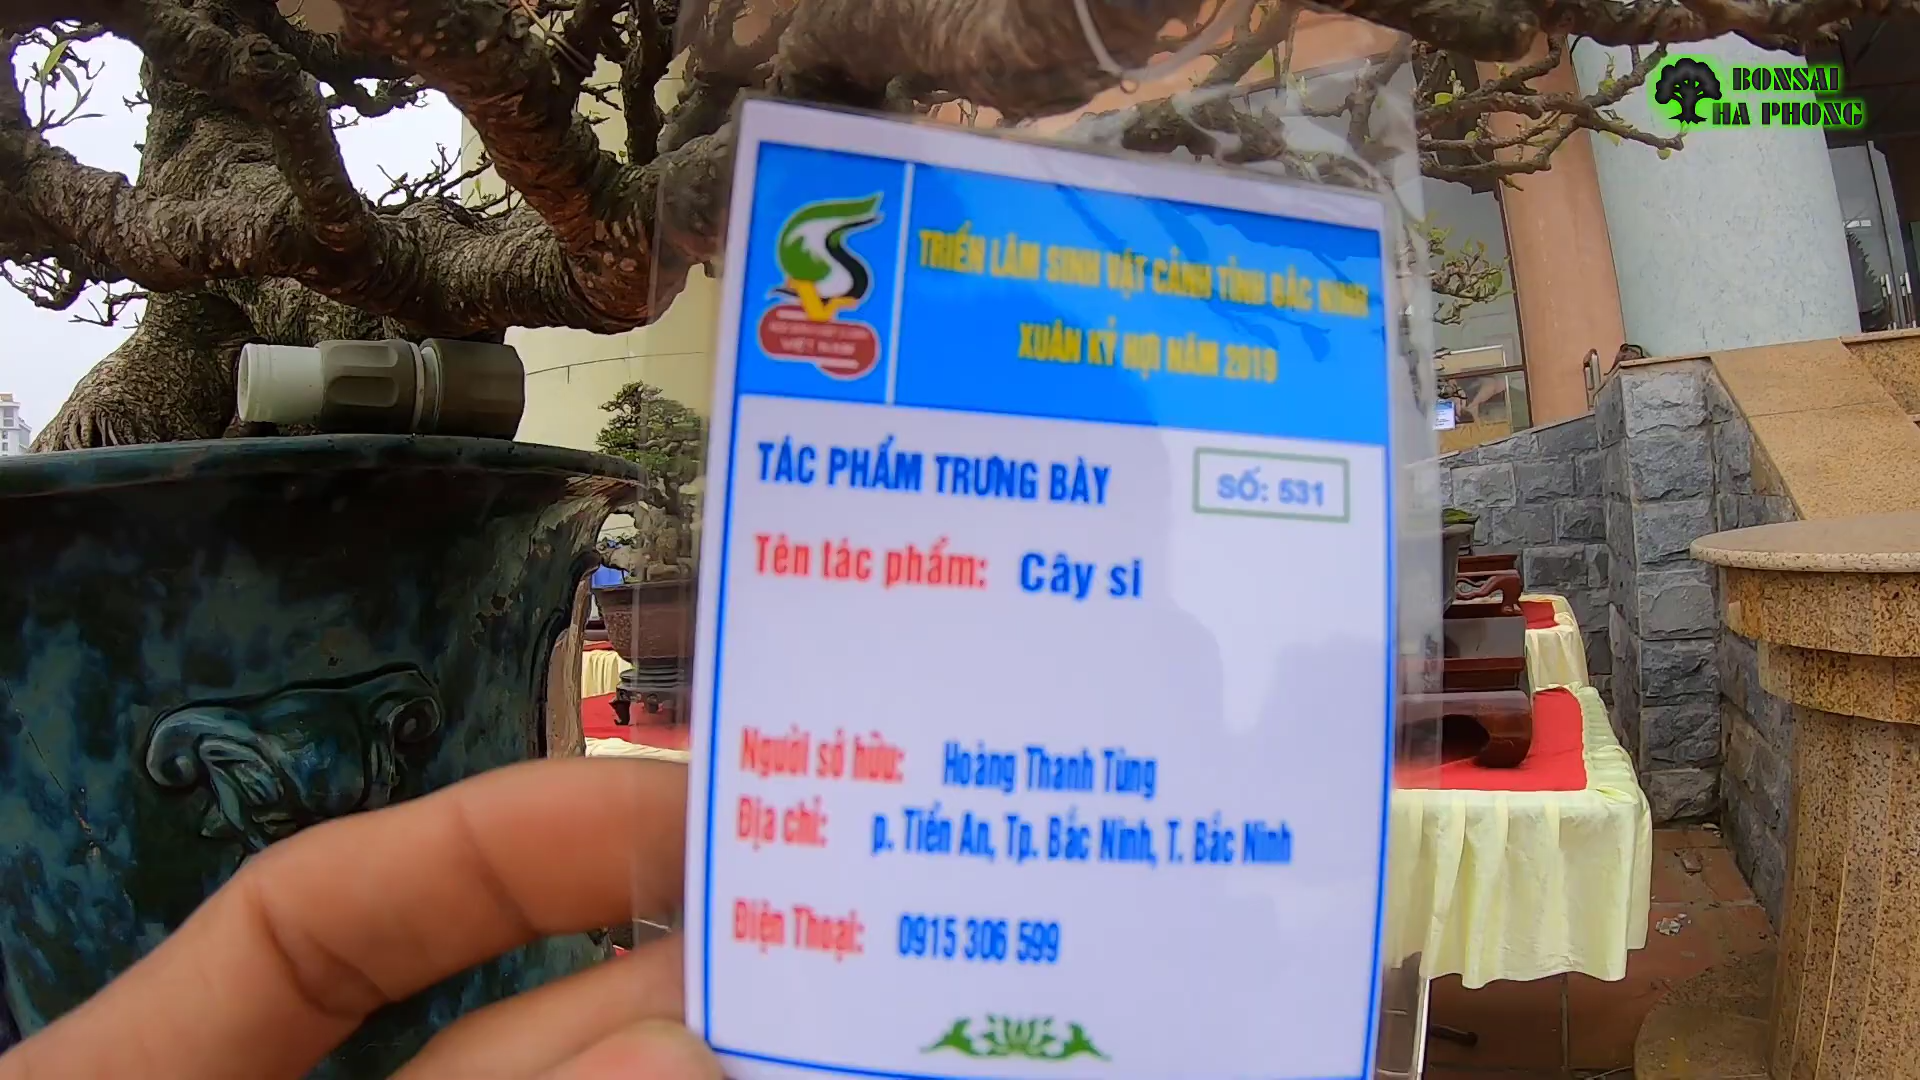 BONSAI
HA PHONG
TRIỂN LÃM SINH VẬT CẢNH TỈNH BẮC NINH
XUÂN KỶ HỢI NĂM 2019
VIỆT NAM
TÁC PHẨM TRƯNG BÀY
SỐ: 531
Tên tác phẩm: Cây si
Người sở hữu: Hoàng Thanh Tùng
Địa chỉ: p. Tiền An, Tp. Bắc Ninh, T. Bắc Ninh
Điện Thoại: 0915 306 599